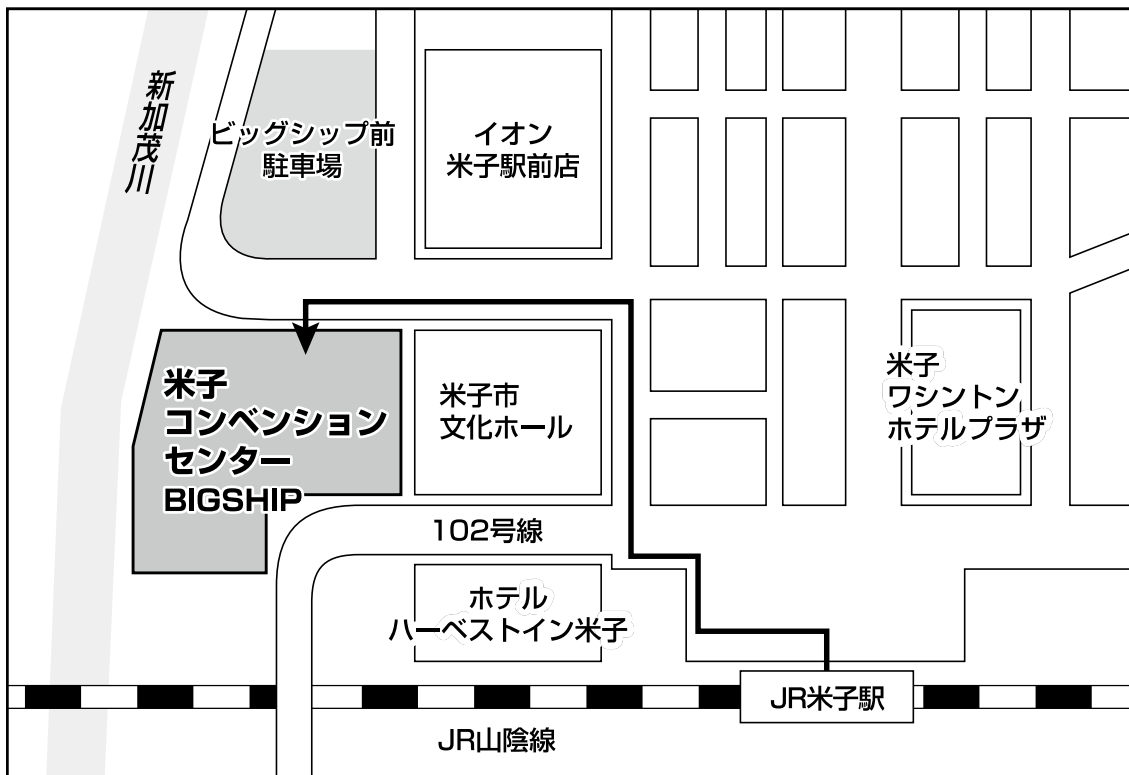 新加茂川
ビッグシップ前
駐車場
イオン
米子駅前店
米子
コンベンション
センター
BIGSHIP
米子市
文化ホール
米子
ワシントン
ホテルプラザ
102号線
ホテル
ハーベストイン米子
JR米子駅
JR山陰線